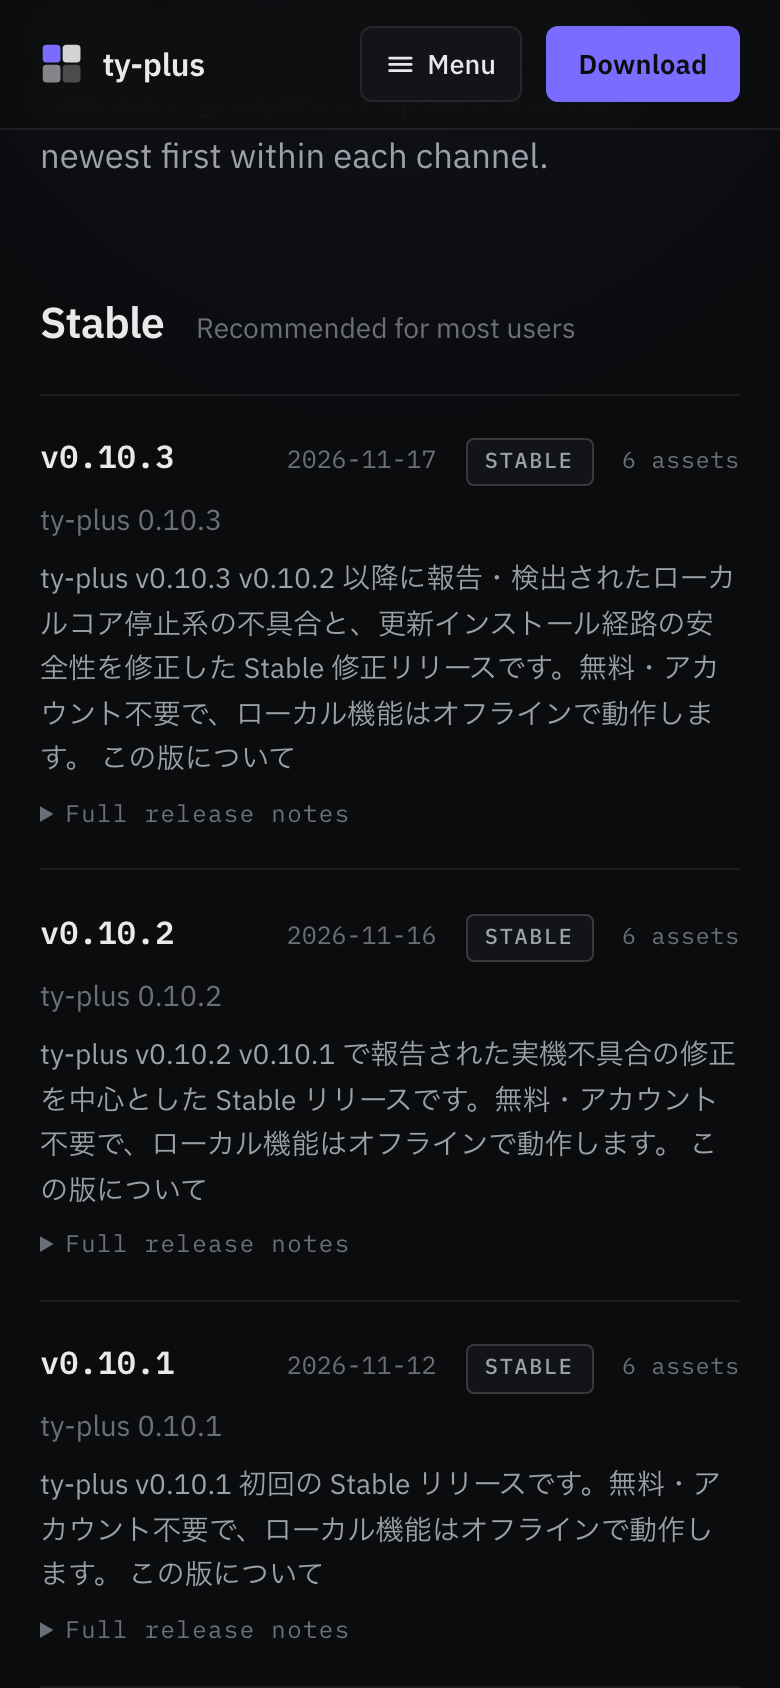 ty-plus
Menu
Download
newest first within each channel.
Stable Recommended for most users
v0.10.3 2026-11-17 STABLE 6 assets
ty-plus 0.10.3
ty-plus v0.10.3 v0.10.2 以降に報告・検出されたローカ
ルコア停止系の不具合と、更新インストール経路の安
全性を修正した Stable 修正リリースです。無料・アカ
ウント不要で、ローカル機能はオフラインで動作しま
す。 この版について
▶ Full release notes
v0.10.2 2026-11-16 STABLE 6 assets
ty-plus 0.10.2
ty-plus v0.10.2 v0.10.1 で報告された実機不具合の修正
を中心とした Stable リリースです。無料・アカウント
不要で、ローカル機能はオフラインで動作します。 こ
の版について
▶ Full release notes
v0.10.1 2026-11-12 STABLE 6 assets
ty-plus 0.10.1
ty-plus v0.10.1 初回の Stable リリースです。無料・ア
カウント不要で、ローカル機能はオフラインで動作し
ます。 この版について
▶ Full release notes